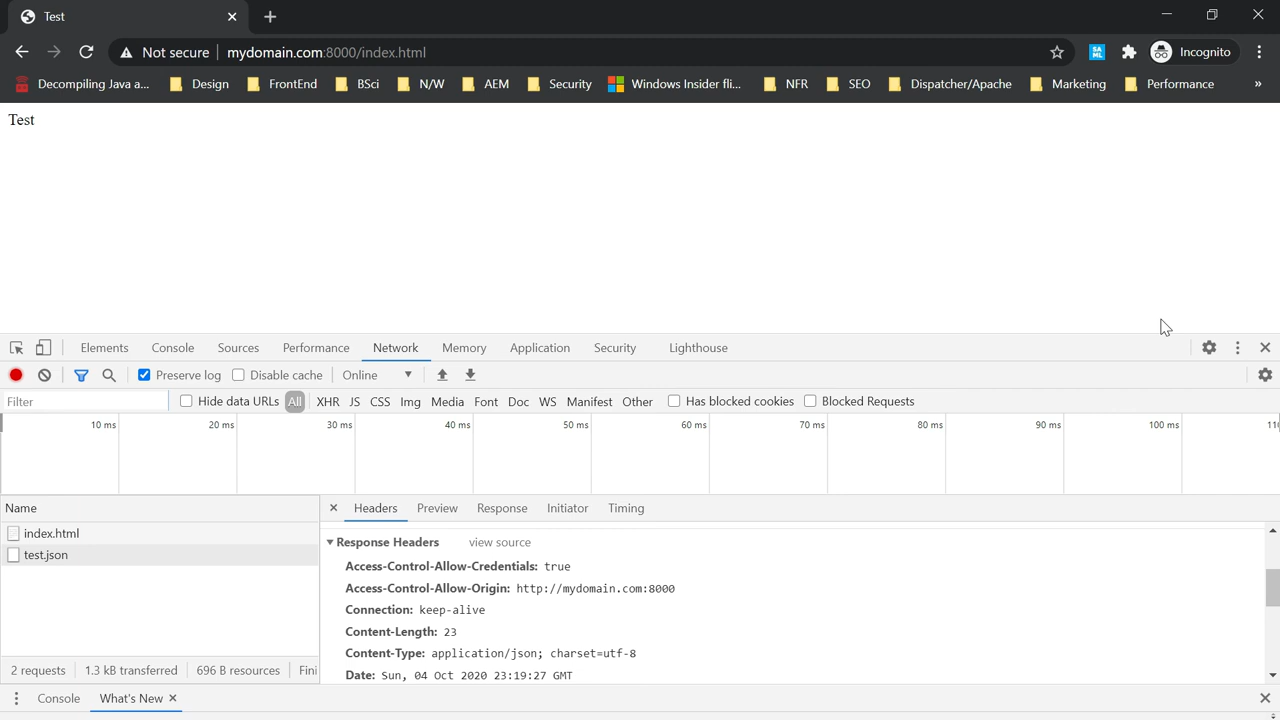 Test
Not secure mydomain.com:8000/index.html SA ML Incognito
Decompiling Java a... Design FrontEnd BSci N/W AEM Security Windows Insider fli... NFR SEO Dispatcher/Apache Marketing Performance »
Test
Elements Console Sources Performance Network Memory Application Security Lighthouse
Preserve log Disable cache Online
Filter Hide data URLs All XHR JS CSS Img Media Font Doc WS Manifest Other Has blocked cookies Blocked Requests
10 ms 20 ms 30 ms 40 ms 50 ms 60 ms 70 ms 80 ms 90 ms 100 ms 11
Name Headers Preview Response Initiator Timing
index.html
test.json
Response Headers view source
Access-Control-Allow-Credentials: true
Access-Control-Allow-Origin: http://mydomain.com:8000
Connection: keep-alive
Content-Length: 23
Content-Type: application/json; charset=utf-8
Date: Sun, 04 Oct 2020 23:19:27 GMT
2 requests 1.3 kB transferred 696 B resources Fini
Console What's New